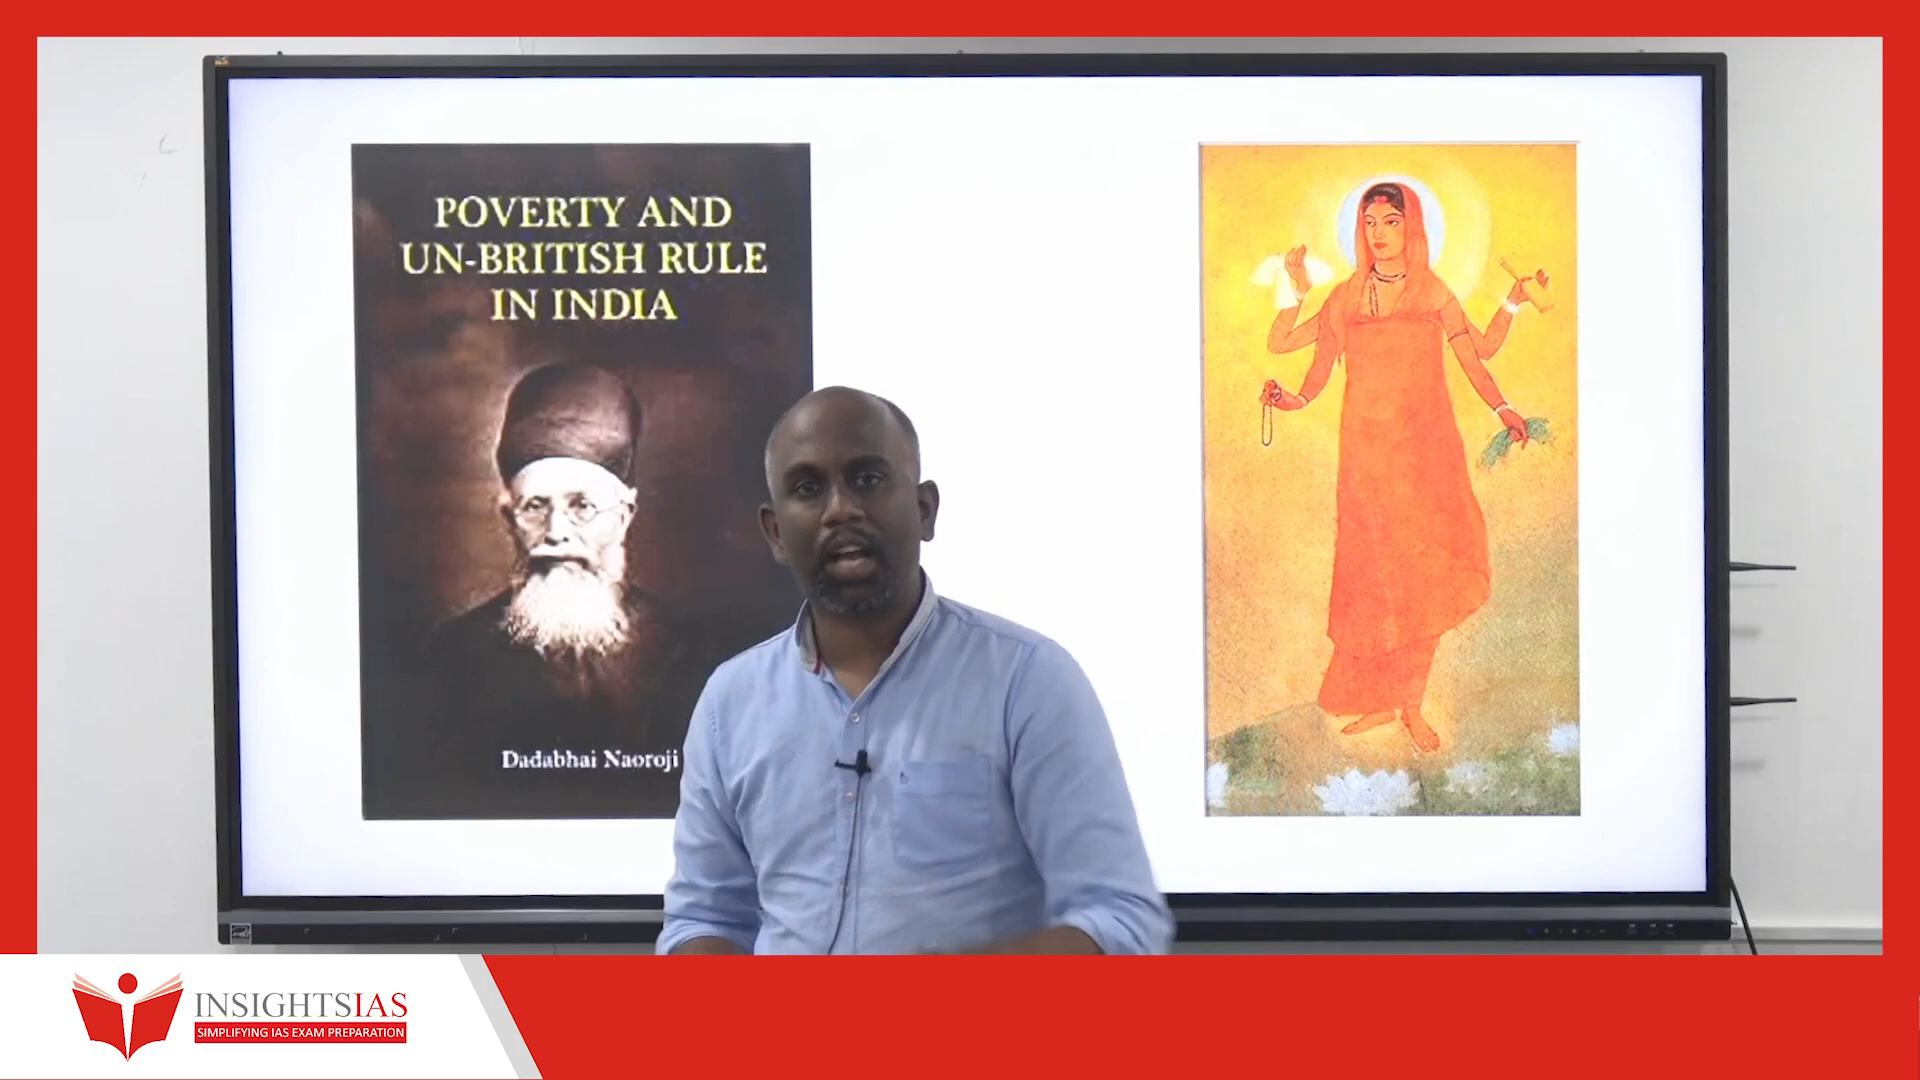 POVERTY AND
UN-BRITISH RULE
IN INDIA
Dadabhai Naoroji
INSIGHTSIAS
SIMPLIFYING IAS EXAM PREPARATION